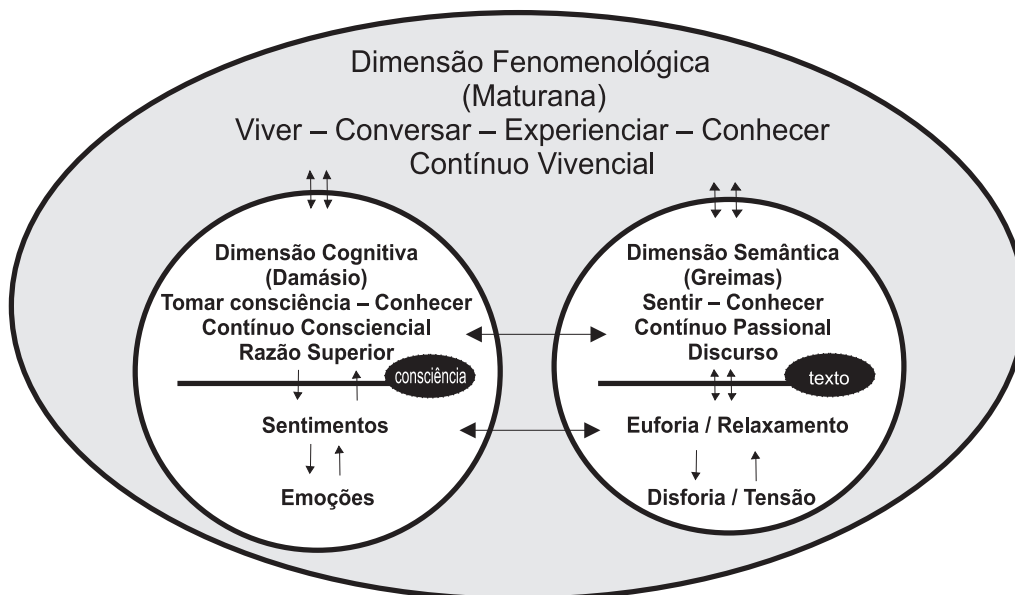 Dimensão Fenomenológica
(Maturana)
Viver – Conversar – Experienciar – Conhecer
Contínuo Vivencial
Dimensão Cognitiva
(Damásio)
Tomar consciência – Conhecer
Contínuo Consciencial
Razão Superior
consciência
Sentimentos
Emoções
Dimensão Semântica
(Greimas)
Sentir – Conhecer
Contínuo Passional
Discurso
texto
Euforia / Relaxamento
Disforia / Tensão